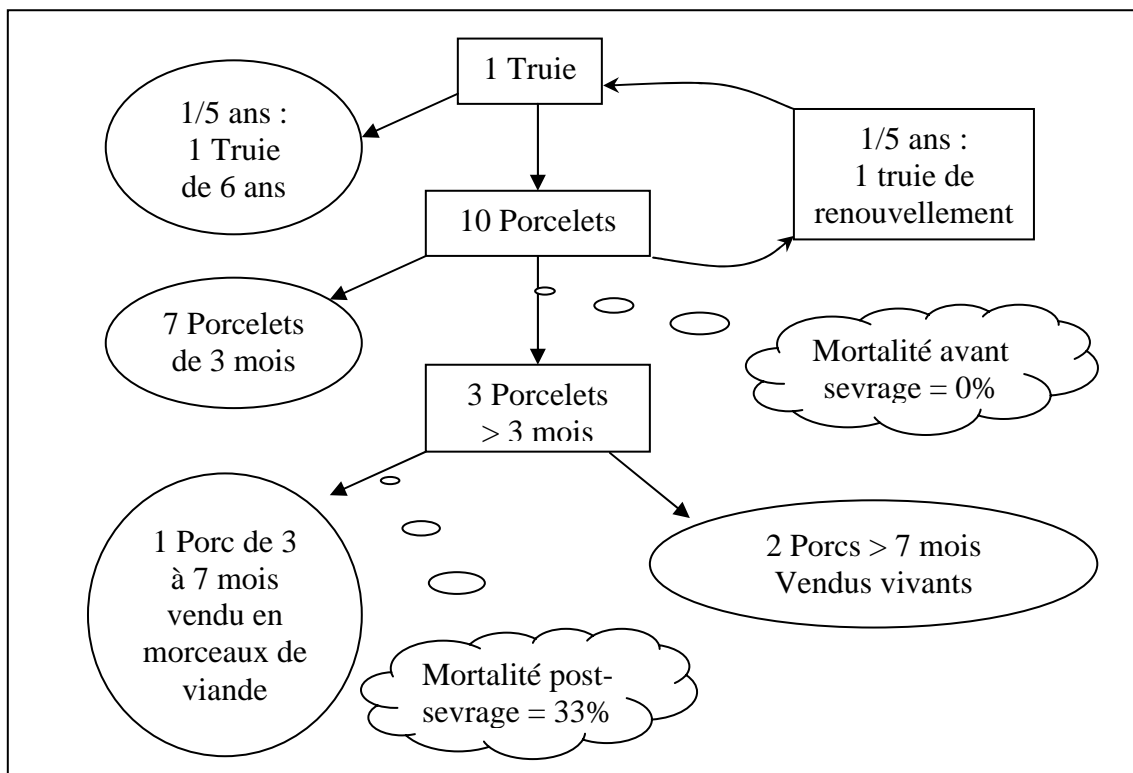 1 Truie
1/5 ans :
1 Truie
de 6 ans
1/5 ans :
1 truie de
renouvellement
10 Porcelets
7 Porcelets
de 3 mois
Mortalité avant
sevrage = 0%
3 Porcelets
> 3 mois
1 Porc de 3
à 7 mois
vendu en
morceaux de
viande
2 Porcs > 7 mois
Vendus vivants
Mortalité post-
sevrage = 33%